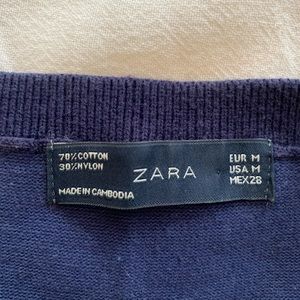 70% COTTON
30% NYLON
MADE IN CAMBODIA
ZARA
EUR M
USA M
MEX 28